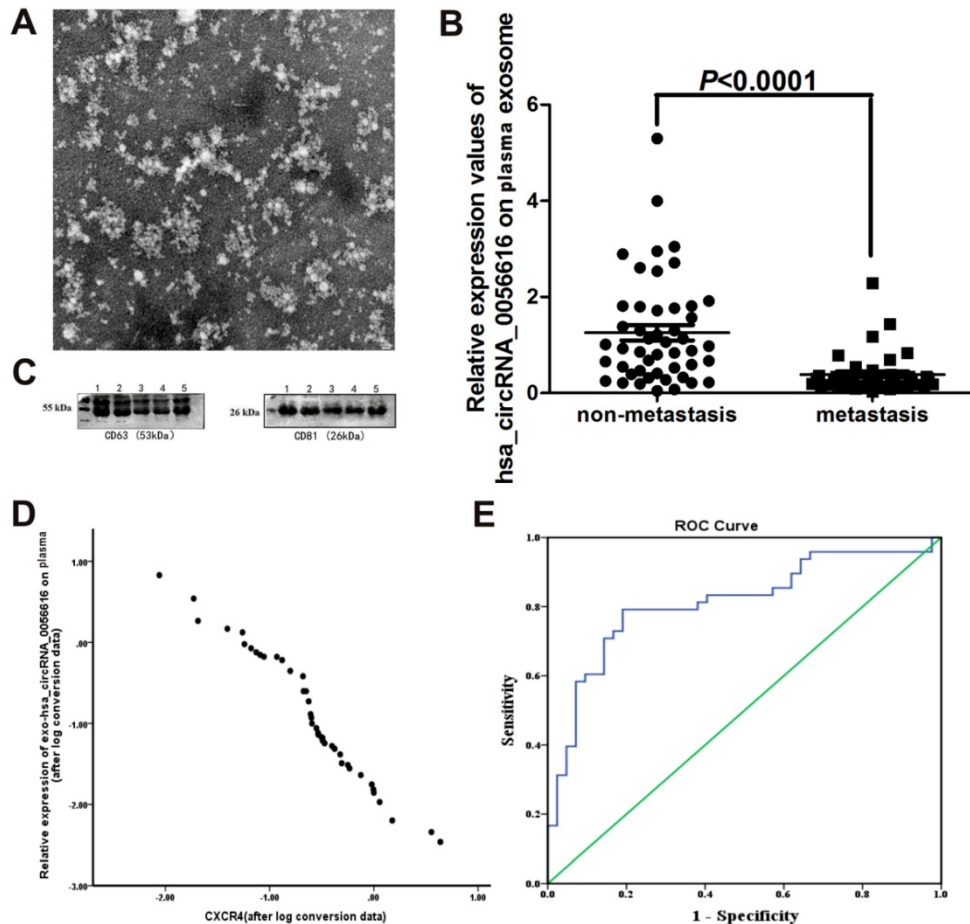 A
B
P<0.0001
Relative expression values of
hsa_circRNA_0056616 on plasma exosome
6
4
2
0
non-metastasis
metastasis
C
1 2 3 4 5
55 kDa
CD63 (53kDa)
1 2 3 4 5
26 kDa
CD81 (26kDa)
D
Relative expression of exo-hsa_circRNA_0056616 on plasma
(after log conversion data)
1.00
.00
-1.00
-2.00
-3.00
-2.00 -1.00 .00 1.00
CXCR4(after log conversion data)
E
ROC Curve
Sensitivity
1.0
0.8
0.6
0.4
0.2
0.0
0.0 0.2 0.4 0.6 0.8 1.0
1 - Specificity